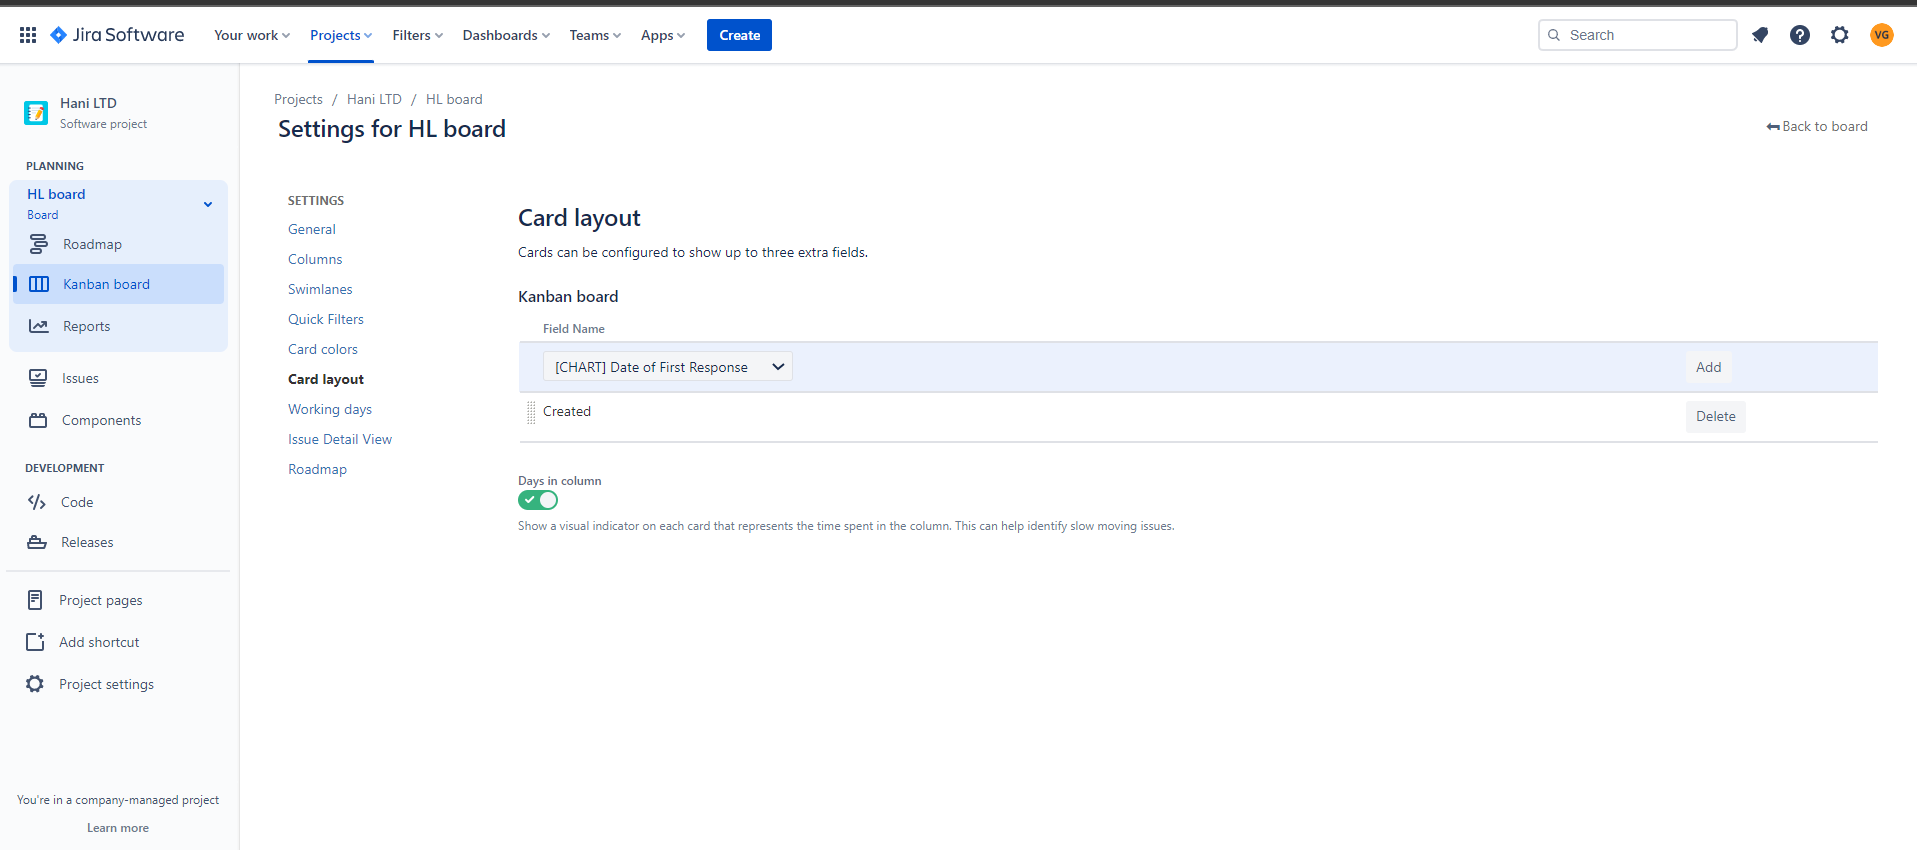 Jira Software
Your work
Projects
Filters
Dashboards
Teams
Apps
Create
Search
VG
Hani LTD
Software project
PLANNING
HL board
Board
Roadmap
Kanban board
Reports
Issues
Components
DEVELOPMENT
Code
Releases
Project pages
Add shortcut
Project settings
You're in a company-managed project
Learn more
Projects / Hani LTD / HL board
Settings for HL board
Back to board
SETTINGS
General
Columns
Swimlanes
Quick Filters
Card colors
Card layout
Working days
Issue Detail View
Roadmap
Card layout
Cards can be configured to show up to three extra fields.
Kanban board
Field Name
[CHART] Date of First Response
Add
Created
Delete
Days in column
Show a visual indicator on each card that represents the time spent in the column. This can help identify slow moving issues.